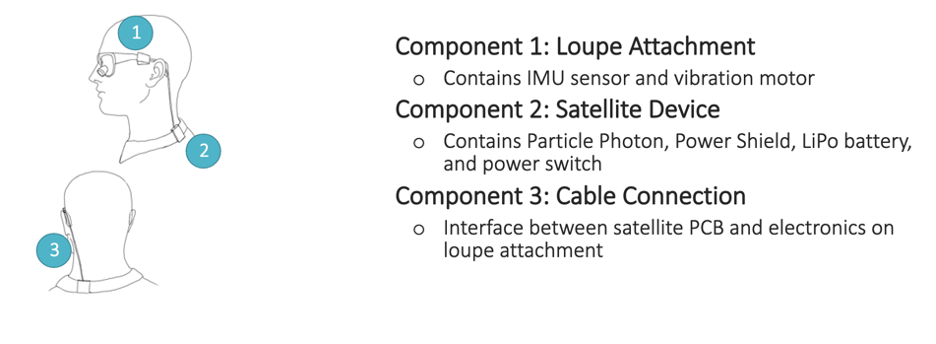 1
Component 1: Loupe Attachment
o Contains IMU sensor and vibration motor
Component 2: Satellite Device
2
o Contains Particle Photon, Power Shield, LiPo battery,
and power switch
Component 3: Cable Connection
3
o Interface between satellite PCB and electronics on
loupe attachment